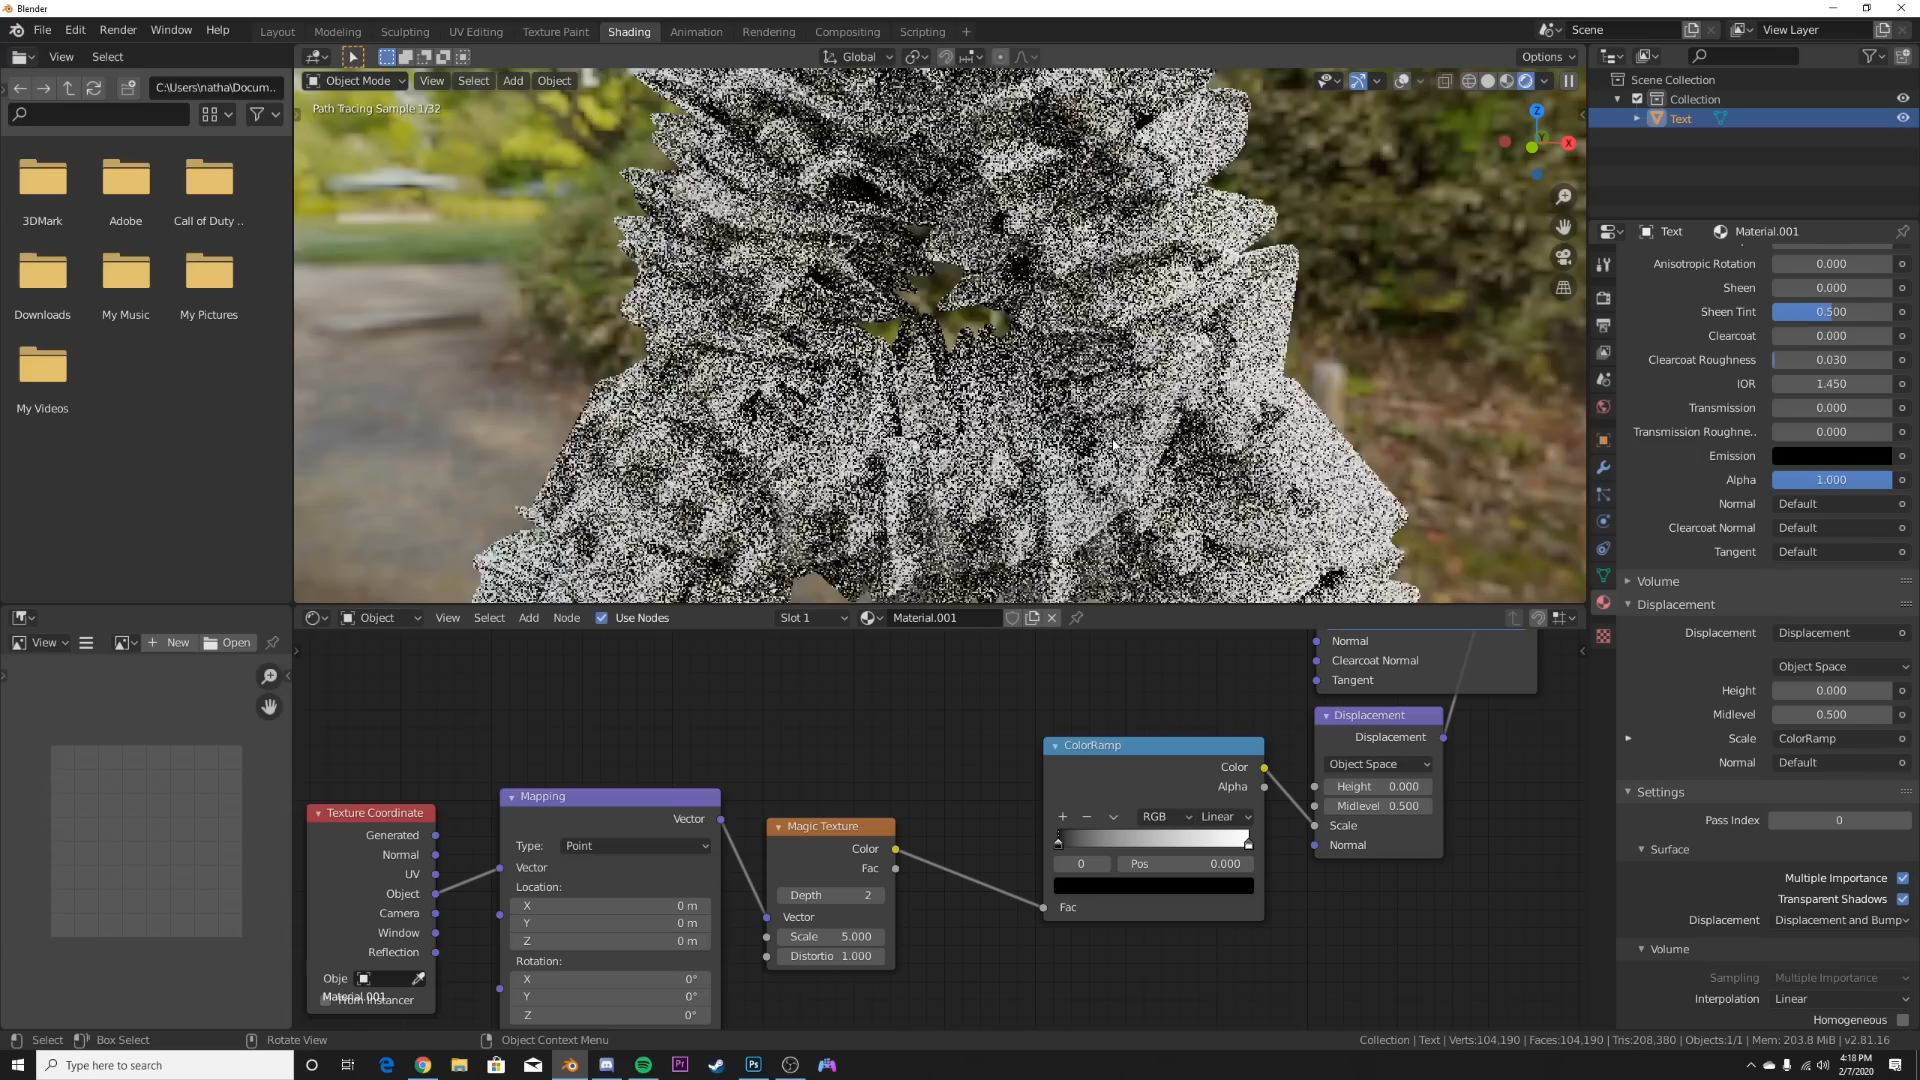 Blender
File Edit Render Window Help
Layout Modeling Sculpting UV Editing Texture Paint Shading Animation Rendering Compositing Scripting +
Scene View Layer
View Select
Global Options
C:\Users\natha\Docum..
Object Mode View Select Add Object
Path Tracing Sample 1/32
Z
Y
X
Scene Collection
Collection
Text
3DMark
Adobe
Call of Duty ..
Downloads
My Music
My Pictures
My Videos
Text Material.001
Anisotropic Rotation 0.000
Sheen 0.000
Sheen Tint 0.500
Clearcoat 0.000
Clearcoat Roughness 0.030
IOR 1.450
Transmission 0.000
Transmission Roughne.. 0.000
Emission
Alpha 1.000
Normal Default
Clearcoat Normal Default
Tangent Default
Volume
Displacement
Displacement Displacement
Object Space
Height 0.000
Midlevel 0.500
Scale ColorRamp
Normal Default
Settings
Pass Index 0
Surface
Multiple Importance
Transparent Shadows
Displacement Displacement and Bump
Volume
Sampling Multiple Importance
Interpolation Linear
Homogeneous
View + New Open
Object View Select Add Node Use Nodes Slot 1 Material.001
Normal
Clearcoat Normal
Tangent
Displacement
Displacement
Object Space
Height 0.000
Midlevel 0.500
Scale
Normal
ColorRamp
Color
Alpha
+ − RGB Linear
0 Pos 0.000
Fac
Magic Texture
Color
Fac
Depth 2
Vector
Scale 5.000
Distortio 1.000
Mapping
Vector
Type: Point
Vector
Location:
X 0 m
Y 0 m
Z 0 m
Rotation:
X 0°
Y 0°
Z 0°
Texture Coordinate
Generated
Normal
UV
Object
Camera
Window
Reflection
Obje
From Instancer
Material.001
Select Box Select Rotate View Object Context Menu
Collection | Text | Verts:104,190 | Faces:104,190 | Tris:208,380 | Objects:1/1 | Mem: 203.8 MiB | v2.81.16
Type here to search
4:18 PM
2/7/2020